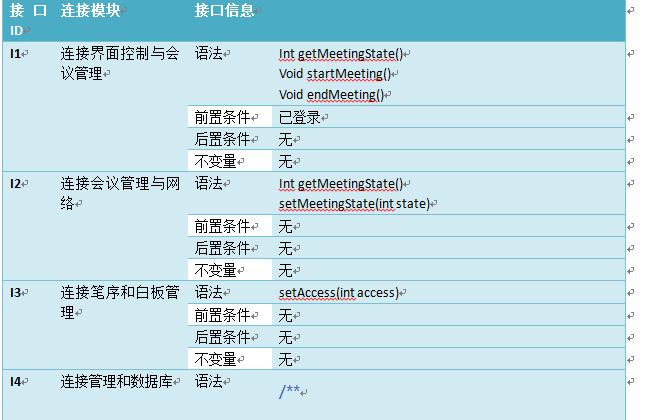 接口ID 连接模块 接口信息
I1 连接界面控制与会议管理 语法 Int getMeetingState()
Void startMeeting()
Void endMeeting()
前置条件 已登录
后置条件 无
不变量 无
I2 连接会议管理与网络 语法 Int getMeetingState()
setMeetingState(int state)
前置条件 无
后置条件 无
不变量 无
I3 连接笔序和白板管理 语法 setAccess(int access)
前置条件 无
后置条件 无
不变量 无
I4 连接管理和数据库 语法 /**